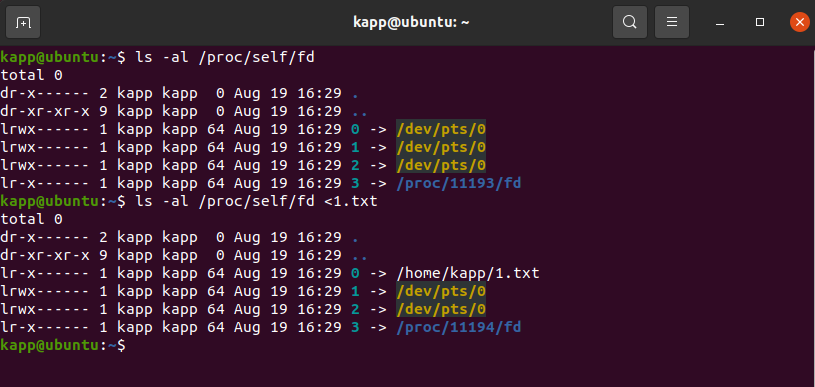 kapp@ubuntu: ~
kapp@ubuntu:~$ ls -al /proc/self/fd
total 0
dr-x------ 2 kapp kapp  0 Aug 19 16:29 .
dr-xr-xr-x 9 kapp kapp  0 Aug 19 16:29 ..
lrwx------ 1 kapp kapp 64 Aug 19 16:29 0 -> /dev/pts/0
lrwx------ 1 kapp kapp 64 Aug 19 16:29 1 -> /dev/pts/0
lrwx------ 1 kapp kapp 64 Aug 19 16:29 2 -> /dev/pts/0
lr-x------ 1 kapp kapp 64 Aug 19 16:29 3 -> /proc/11193/fd
kapp@ubuntu:~$ ls -al /proc/self/fd <1.txt
total 0
dr-x------ 2 kapp kapp  0 Aug 19 16:29 .
dr-xr-xr-x 9 kapp kapp  0 Aug 19 16:29 ..
lr-x------ 1 kapp kapp 64 Aug 19 16:29 0 -> /home/kapp/1.txt
lrwx------ 1 kapp kapp 64 Aug 19 16:29 1 -> /dev/pts/0
lrwx------ 1 kapp kapp 64 Aug 19 16:29 2 -> /dev/pts/0
lr-x------ 1 kapp kapp 64 Aug 19 16:29 3 -> /proc/11194/fd
kapp@ubuntu:~$